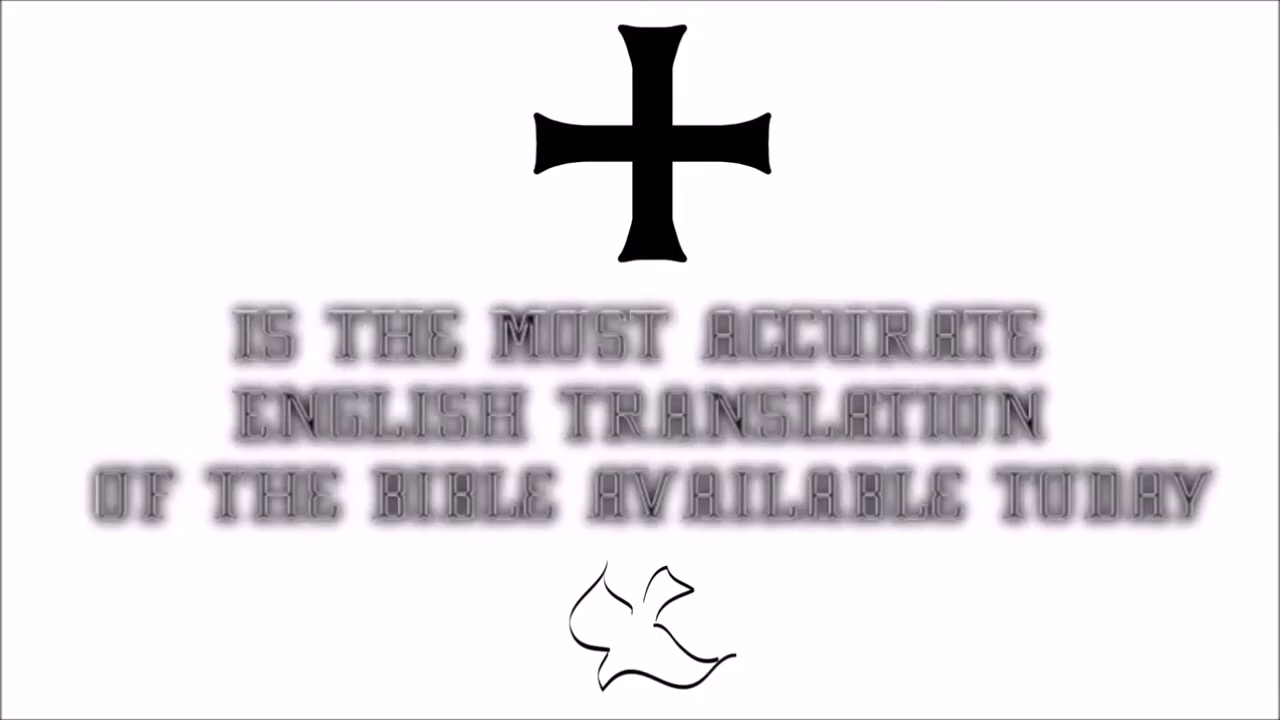 IS THE MOST ACCURATE
ENGLISH TRANSLATION
OF THE BIBLE AVAILABLE TODAY